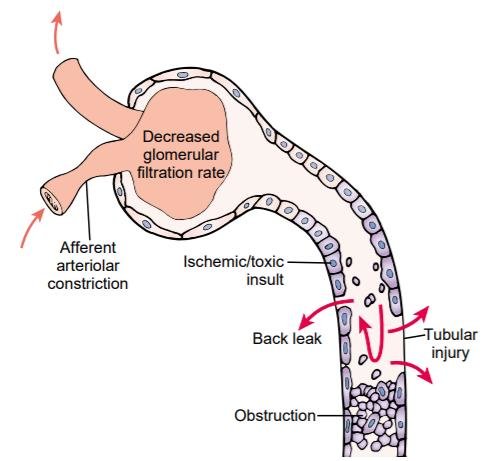 Decreased
glomerular
filtration rate
Afferent
arteriolar
constriction
Ischemic/toxic
insult
Back leak
Tubular
injury
Obstruction